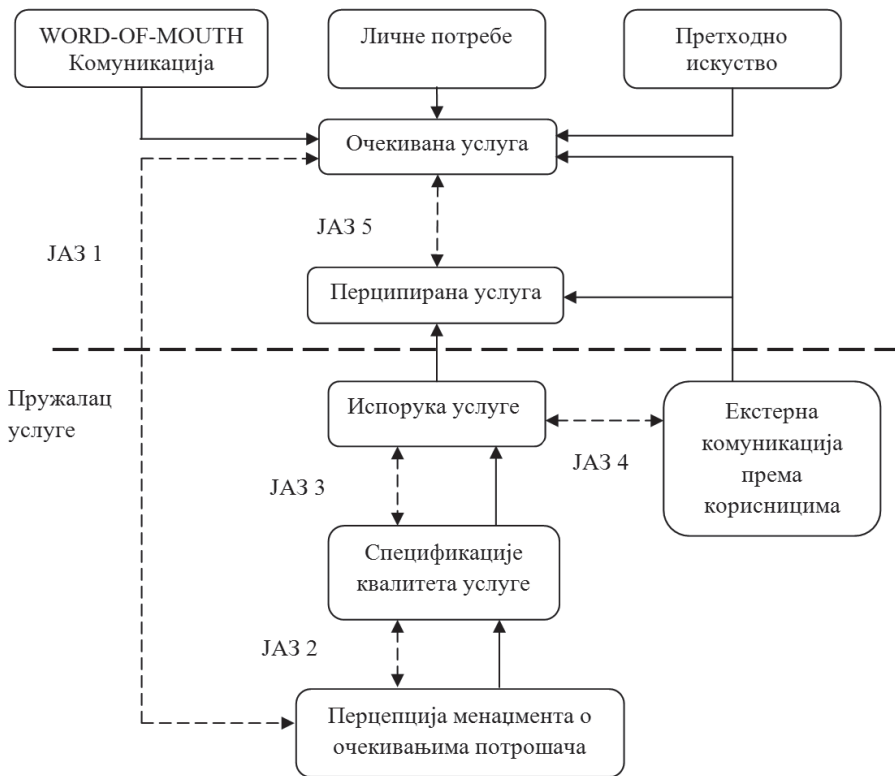 WORD-OF-MOUTH
Комуникација
Личне потребе
Претходно
искуство
Очекивана услуга
ЈАЗ 1
ЈАЗ 5
Перципирана услуга
Пружалац
услуге
Испорука услуге
Екстерна
комуникација
према
корисницима
ЈАЗ 4
ЈАЗ 3
Спецификације
квалитета услуге
ЈАЗ 2
Перцепција менаџмента о
очекивањима потрошача